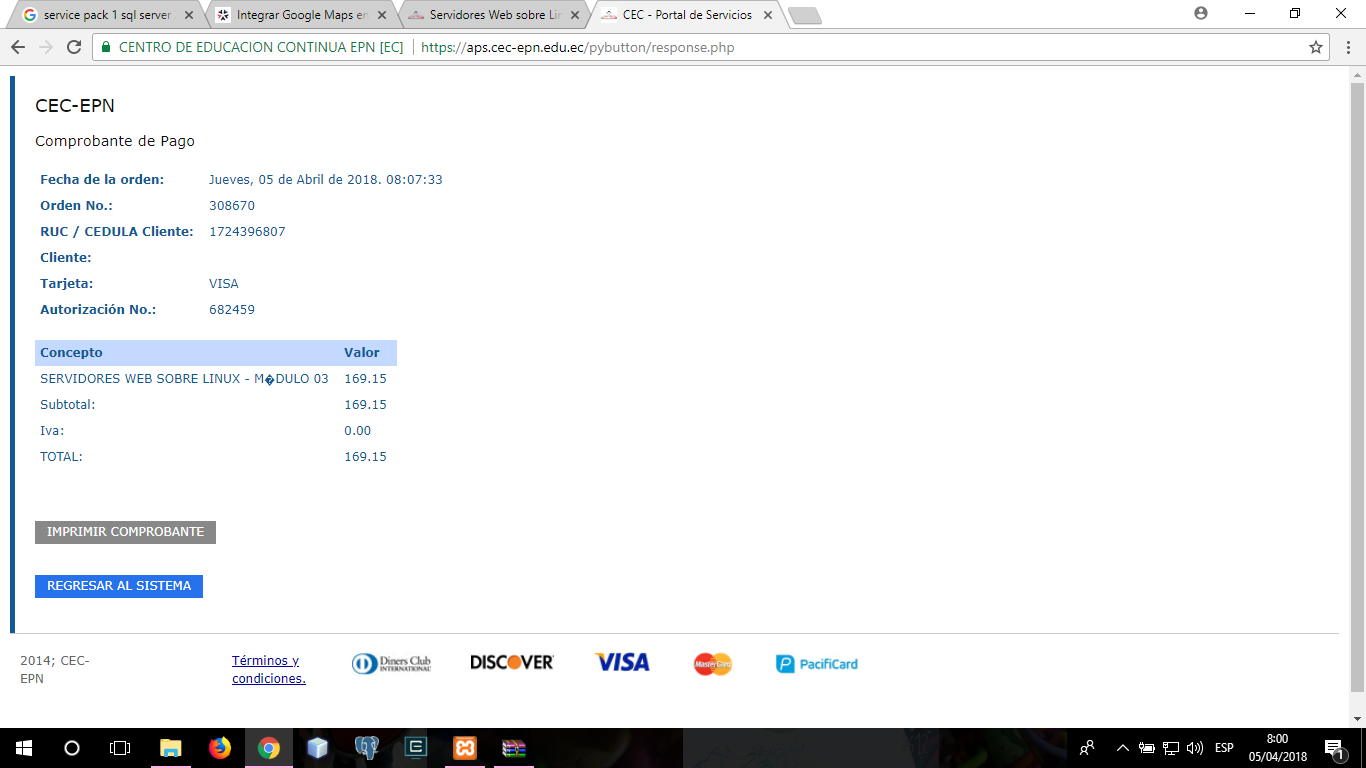 service pack 1 sql server
Integrar Google Maps en
Servidores Web sobre Lin
CEC - Portal de Servicios
CENTRO DE EDUCACION CONTINUA EPN [EC]
https://aps.cec-epn.edu.ec/pybutton/response.php
CEC-EPN
Comprobante de Pago
Fecha de la orden: Jueves, 05 de Abril de 2018. 08:07:33
Orden No.: 308670
RUC / CEDULA Cliente: 1724396807
Cliente:
Tarjeta: VISA
Autorización No.: 682459
Concepto Valor
SERVIDORES WEB SOBRE LINUX - M�DULO 03 169.15
Subtotal: 169.15
Iva: 0.00
TOTAL: 169.15
IMPRIMIR COMPROBANTE
REGRESAR AL SISTEMA
2014; CEC-
EPN
Términos y
condiciones.
Diners Club
INTERNATIONAL
DISCOVER
VISA
MasterCard
PacifiCard
ESP
8:00
05/04/2018
1